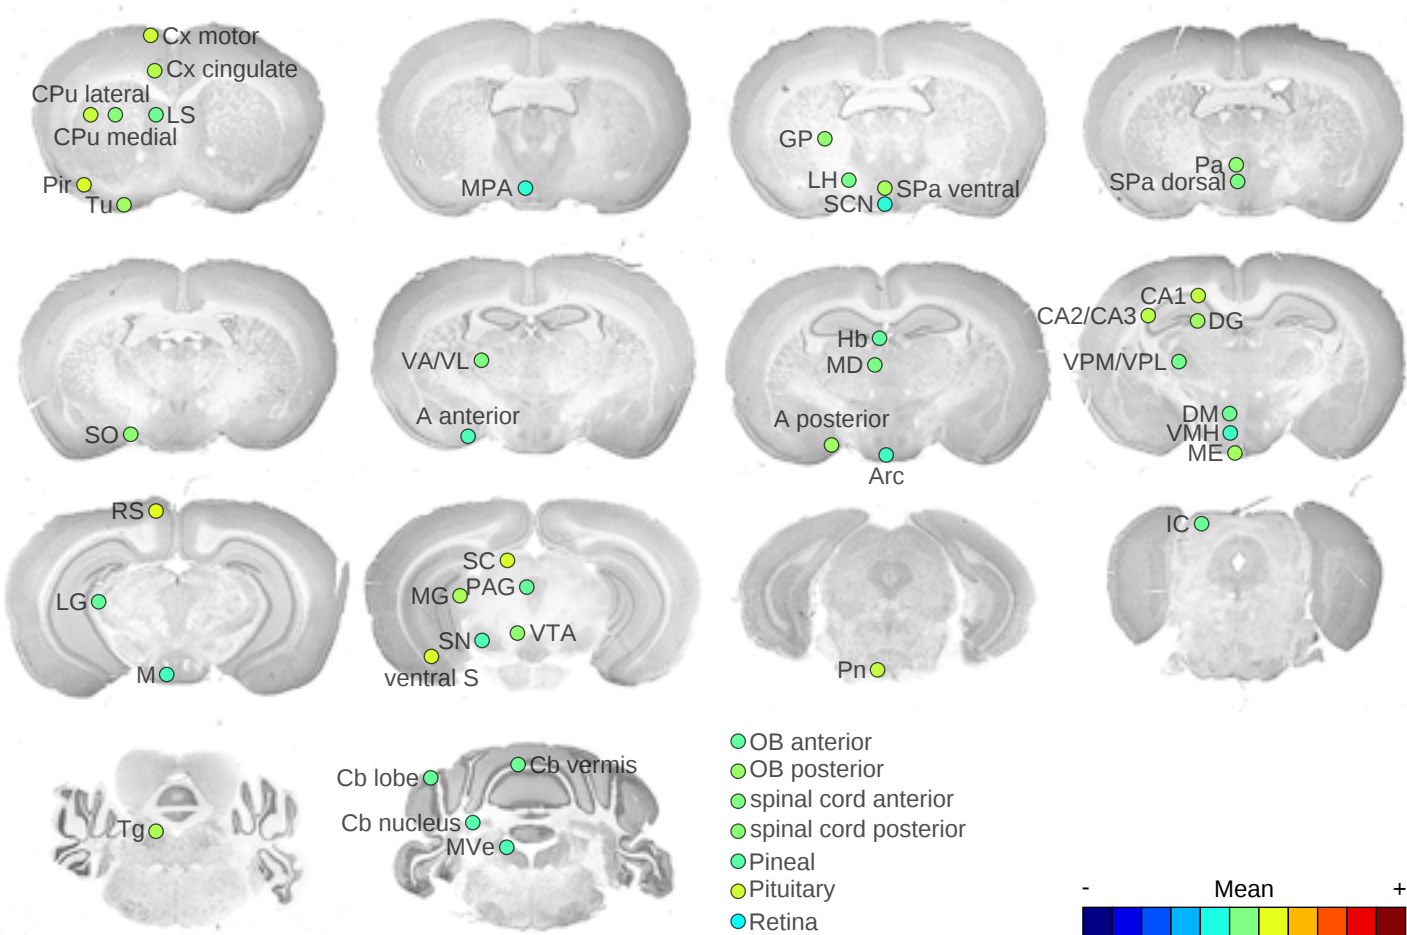 Cx motor
Cx cingulate
CPu lateral
LS
CPu medial
Pir
Tu
MPA
GP
LH
SPa ventral
SCN
Pa
SPa dorsal
SO
VA/VL
A anterior
Hb
MD
A posterior
Arc
CA1
CA2/CA3
DG
VPM/VPL
DM
VMH
ME
RS
LG
M
SC
PAG
MG
SN
VTA
ventral S
Pn
IC
Tg
Cb lobe
Cb vermis
Cb nucleus
MVe
OB anterior
OB posterior
spinal cord anterior
spinal cord posterior
Pineal
Pituitary
Retina
- Mean +